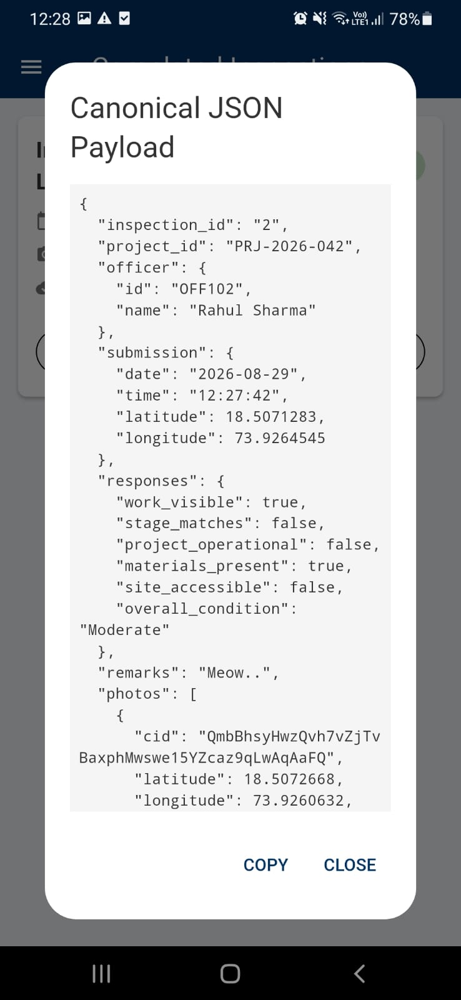 12:28
Vo))
LTE1
78%
Canonical JSON
Payload
{
"inspection_id": "2",
"project_id": "PRJ-2026-042",
"officer": {
"id": "OFF102",
"name": "Rahul Sharma"
},
"submission": {
"date": "2026-08-29",
"time": "12:27:42",
"latitude": 18.5071283,
"longitude": 73.9264545
},
"responses": {
"work_visible": true,
"stage_matches": false,
"project_operational": false,
"materials_present": true,
"site_accessible": false,
"overall_condition":
"Moderate"
},
"remarks": "Meow..",
"photos": [
{
"cid": "QmbBhsyHwzQvh7vZjTv
BaxphMwswe15YZcaz9qLwAqAaFQ",
"latitude": 18.5072668,
"longitude": 73.9260632,
COPY CLOSE